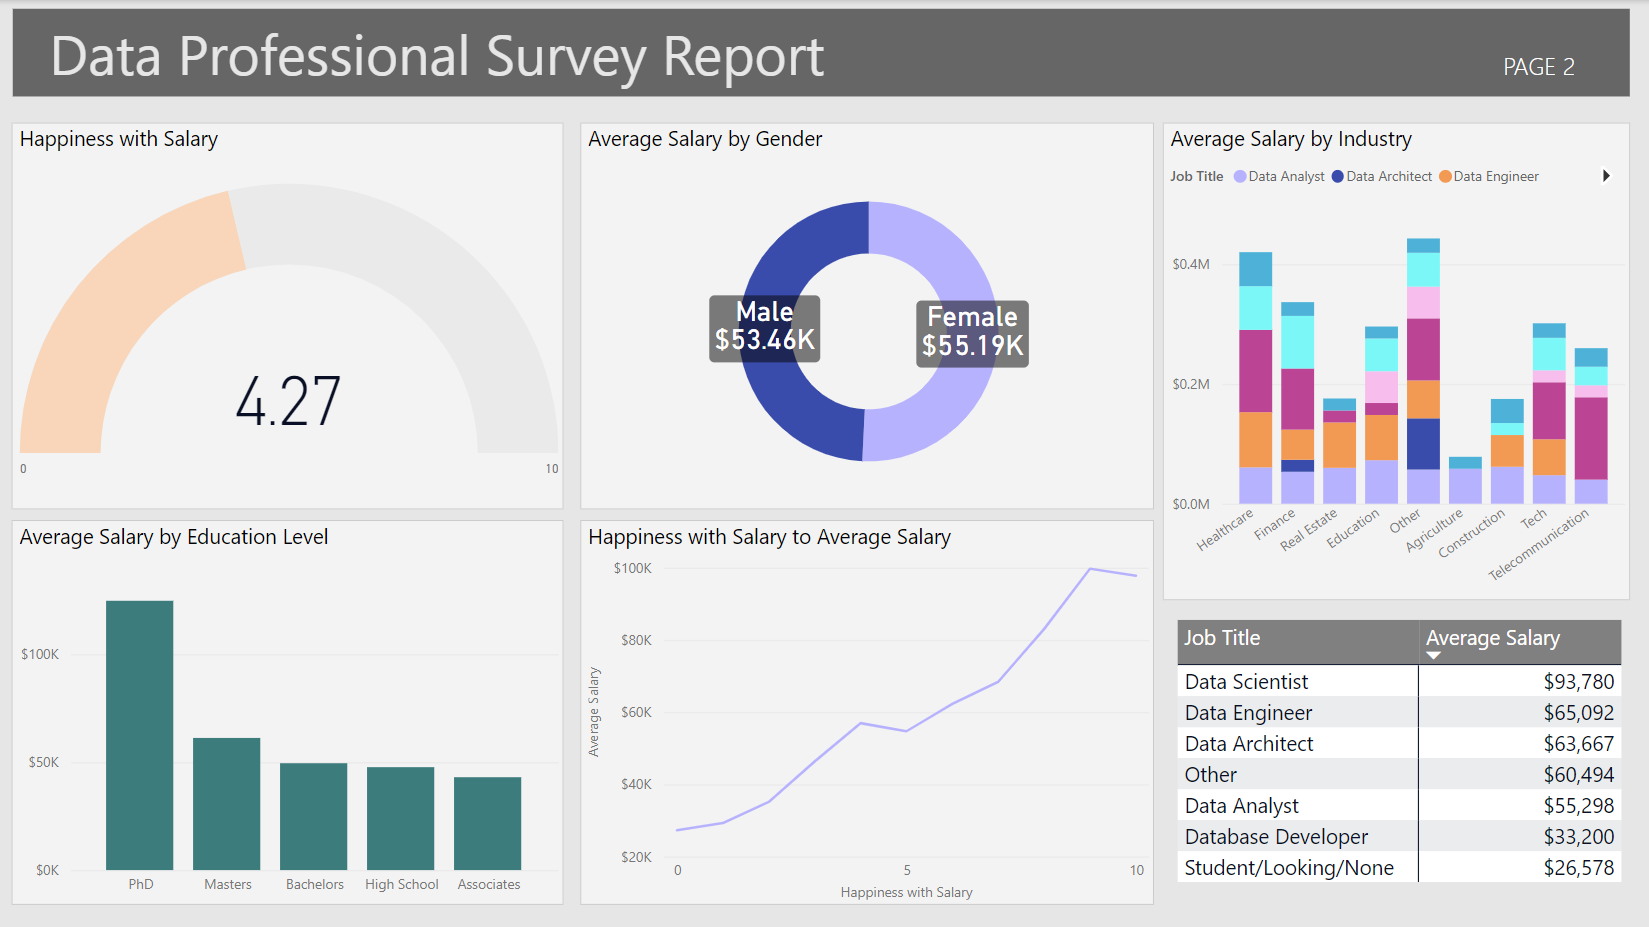 Data Professional Survey Report
PAGE 2
Happiness with Salary
4.27
0
10
Average Salary by Gender
Male
$53.46K
Female
$55.19K
Average Salary by Industry
Job Title Data Analyst Data Architect Data Engineer
$0.4M
$0.2M
$0.0M
Healthcare
Finance
Real Estate
Education
Other
Agriculture
Construction
Tech
Telecommunication
Average Salary by Education Level
$100K
$50K
$0K
PhD Masters Bachelors High School Associates
Happiness with Salary to Average Salary
Average Salary
$100K
$80K
$60K
$40K
$20K
0 5 10
Happiness with Salary
Job Title Average Salary
Data Scientist $93,780
Data Engineer $65,092
Data Architect $63,667
Other $60,494
Data Analyst $55,298
Database Developer $33,200
Student/Looking/None $26,578